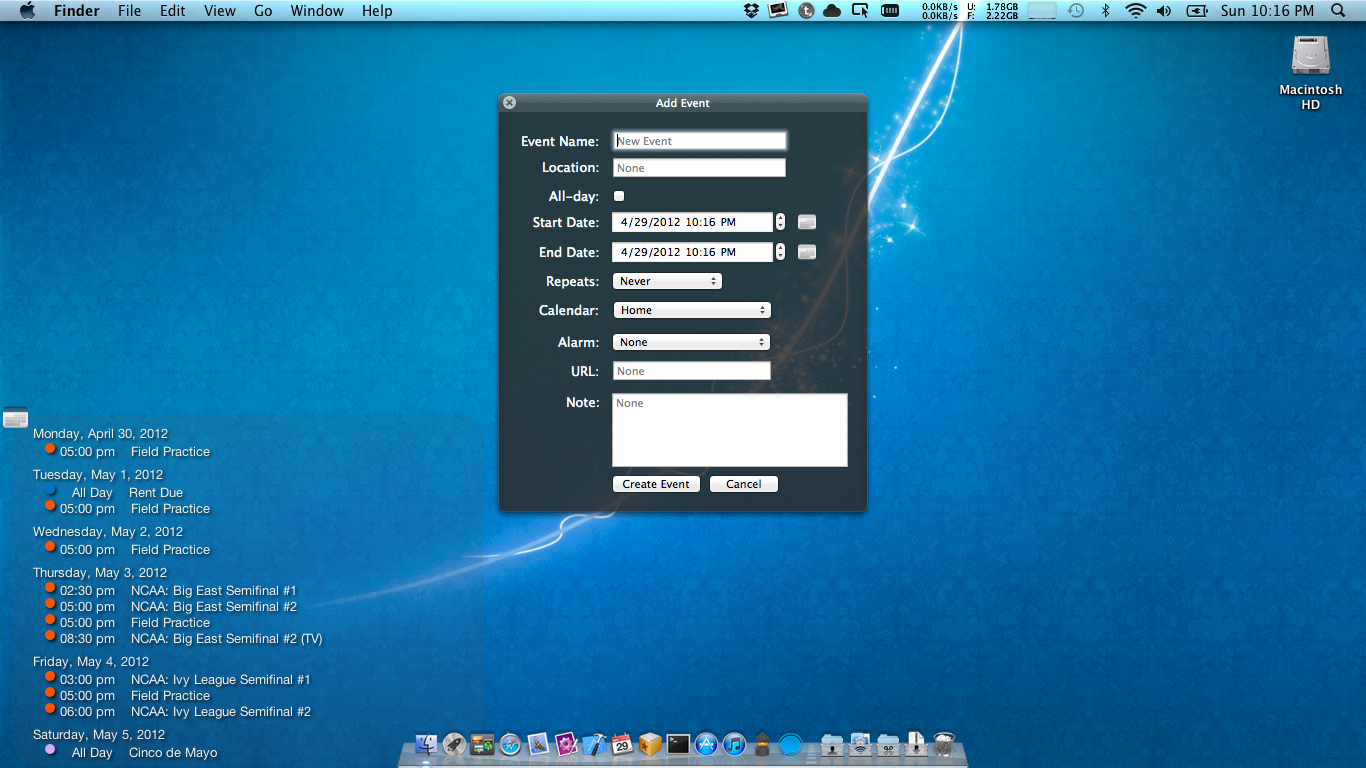 Finder File Edit View Go Window Help 0.0KB/s U: 1.78GB Sun 10:16 PM
0.0KB/s F: 2.22GB
Macintosh
HD
Add Event
Event Name: New Event
Location: None
All-day:
Start Date: 4/29/2012 10:16 PM
End Date: 4/29/2012 10:16 PM
Repeats: Never
Calendar: Home
Alarm: None
URL: None
Note: None
Create Event Cancel
Monday, April 30, 2012
05:00 pm Field Practice
Tuesday, May 1, 2012
All Day Rent Due
05:00 pm Field Practice
Wednesday, May 2, 2012
05:00 pm Field Practice
Thursday, May 3, 2012
02:30 pm NCAA: Big East Semifinal #1
05:00 pm NCAA: Big East Semifinal #2
05:00 pm Field Practice
08:30 pm NCAA: Big East Semifinal #2 (TV)
Friday, May 4, 2012
03:00 pm NCAA: Ivy League Semifinal #1
05:00 pm Field Practice
06:00 pm NCAA: Ivy League Semifinal #2
Saturday, May 5, 2012
All Day Cinco de Mayo
29